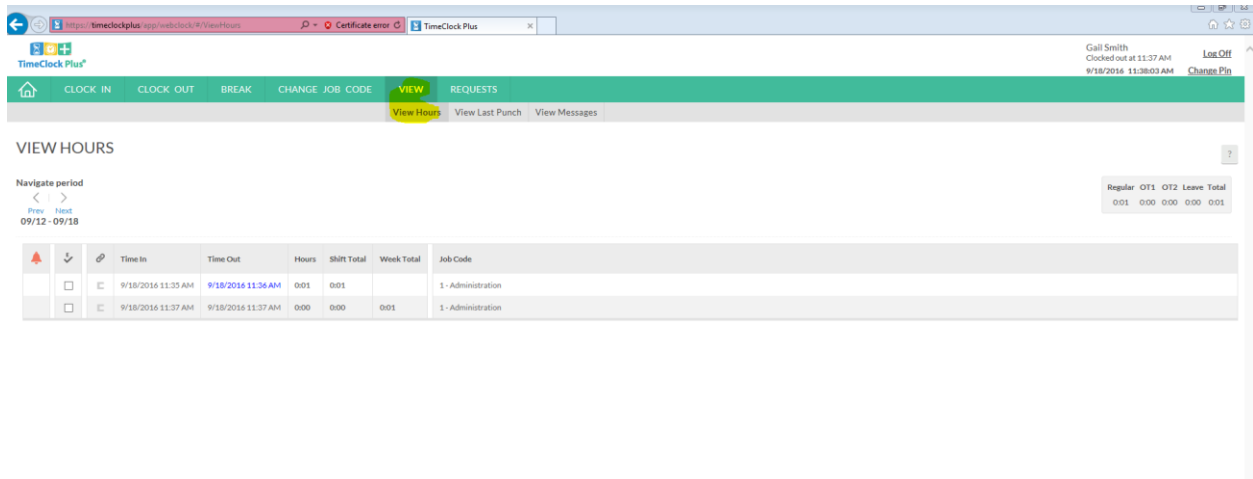 https://timeclockplus/app/webclock/#/ViewHours Certificate error TimeClock Plus
TimeClock Plus
Gail Smith
Clocked out at 11:37 AM
9/18/2016 11:38:03 AM
Log Off
Change Pin
CLOCK IN CLOCK OUT BREAK CHANGE JOB CODE VIEW REQUESTS
View Hours View Last Punch View Messages
VIEW HOURS
?
Navigate period
Prev Next
09/12 - 09/18
Regular OT1 OT2 Leave Total
0:01 0:00 0:00 0:00 0:01
Time In Time Out Hours Shift Total Week Total Job Code
9/18/2016 11:35 AM 9/18/2016 11:36 AM 0:01 0:01 1 - Administration
9/18/2016 11:37 AM 9/18/2016 11:37 AM 0:00 0:00 0:01 1 - Administration